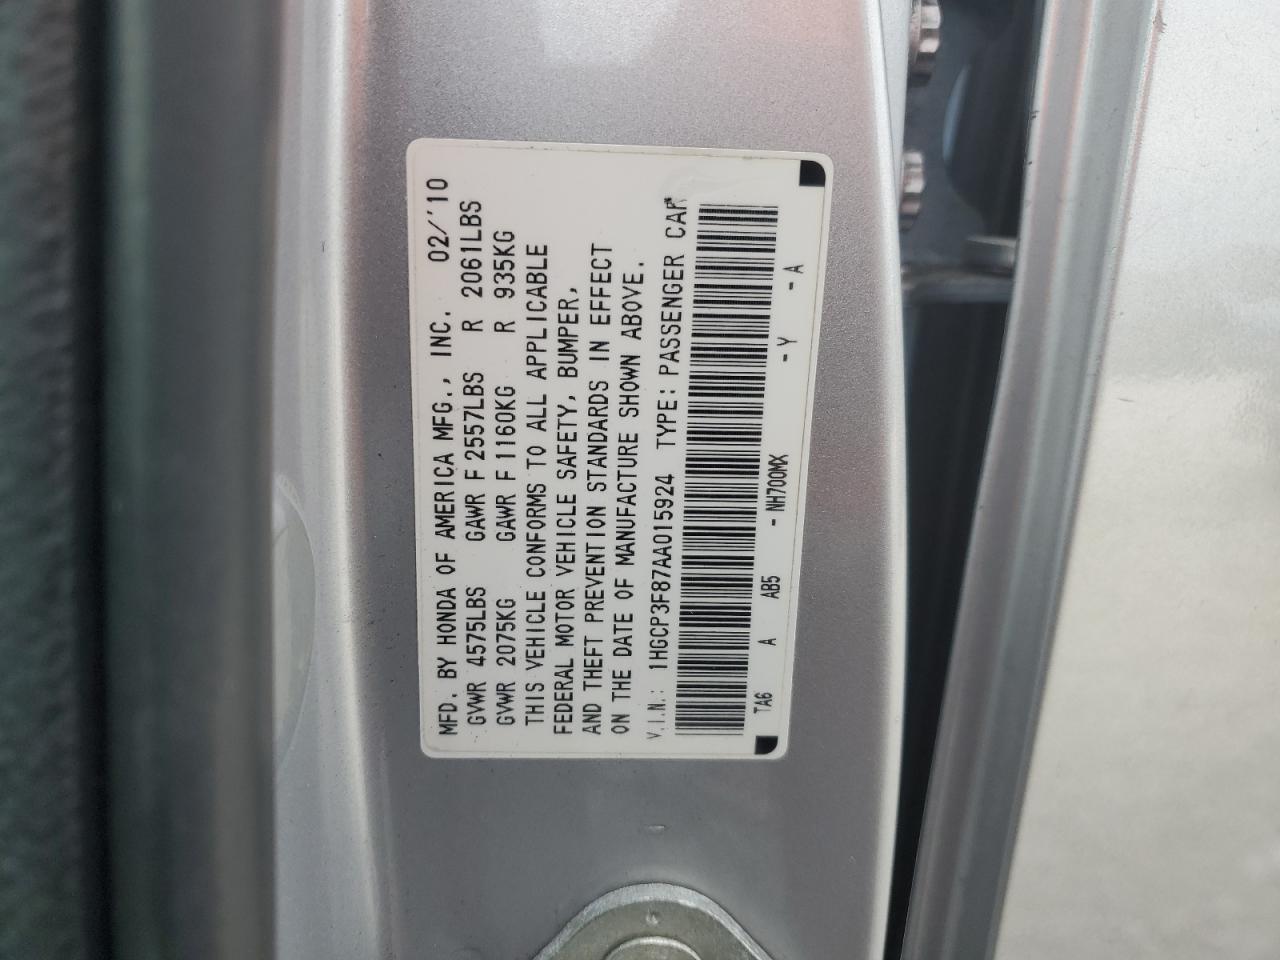 MFD. BY HONDA OF AMERICA MFG., INC. 02/'10
GVWR 4575LBS GAWR F 2557LBS R 2061LBS
GVWR 2075KG GAWR F 1160KG R 935KG
THIS VEHICLE CONFORMS TO ALL APPLICABLE
FEDERAL MOTOR VEHICLE SAFETY, BUMPER,
AND THEFT PREVENTION STANDARDS IN EFFECT
ON THE DATE OF MANUFACTURE SHOWN ABOVE.
V.I.N.: 1HGCP3F87AA015924 TYPE: PASSENGER CAR
TA6 A AB5 - NH700MX - Y - A